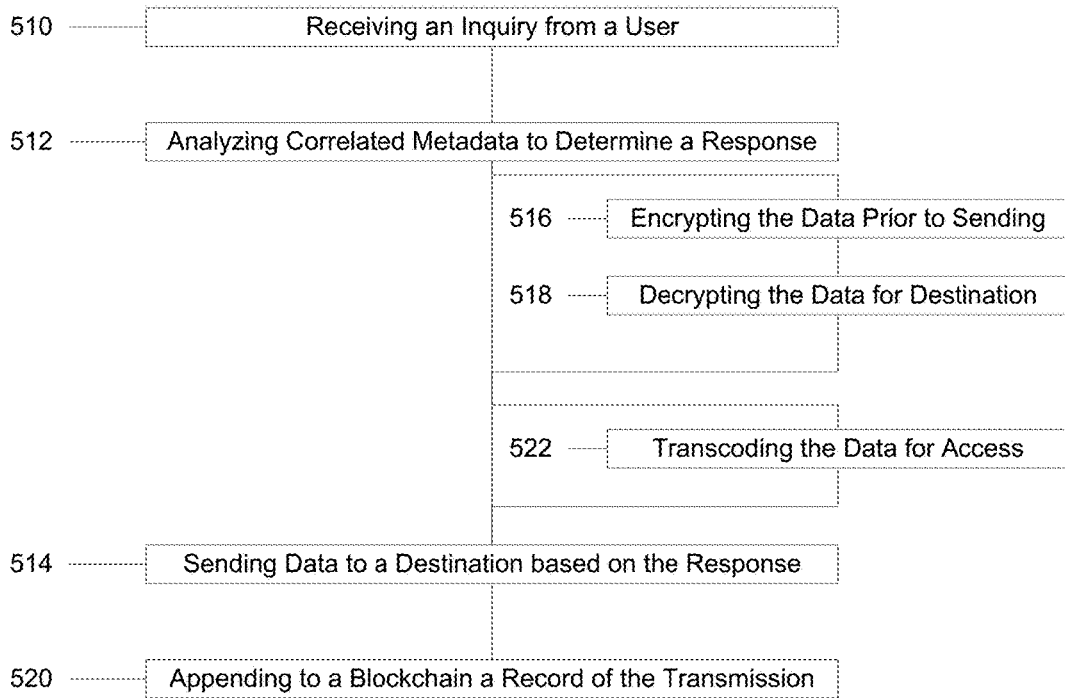 510 Receiving an Inquiry from a User
512 Analyzing Correlated Metadata to Determine a Response
516 Encrypting the Data Prior to Sending
518 Decrypting the Data for Destination
522 Transcoding the Data for Access
514 Sending Data to a Destination based on the Response
520 Appending to a Blockchain a Record of the Transmission